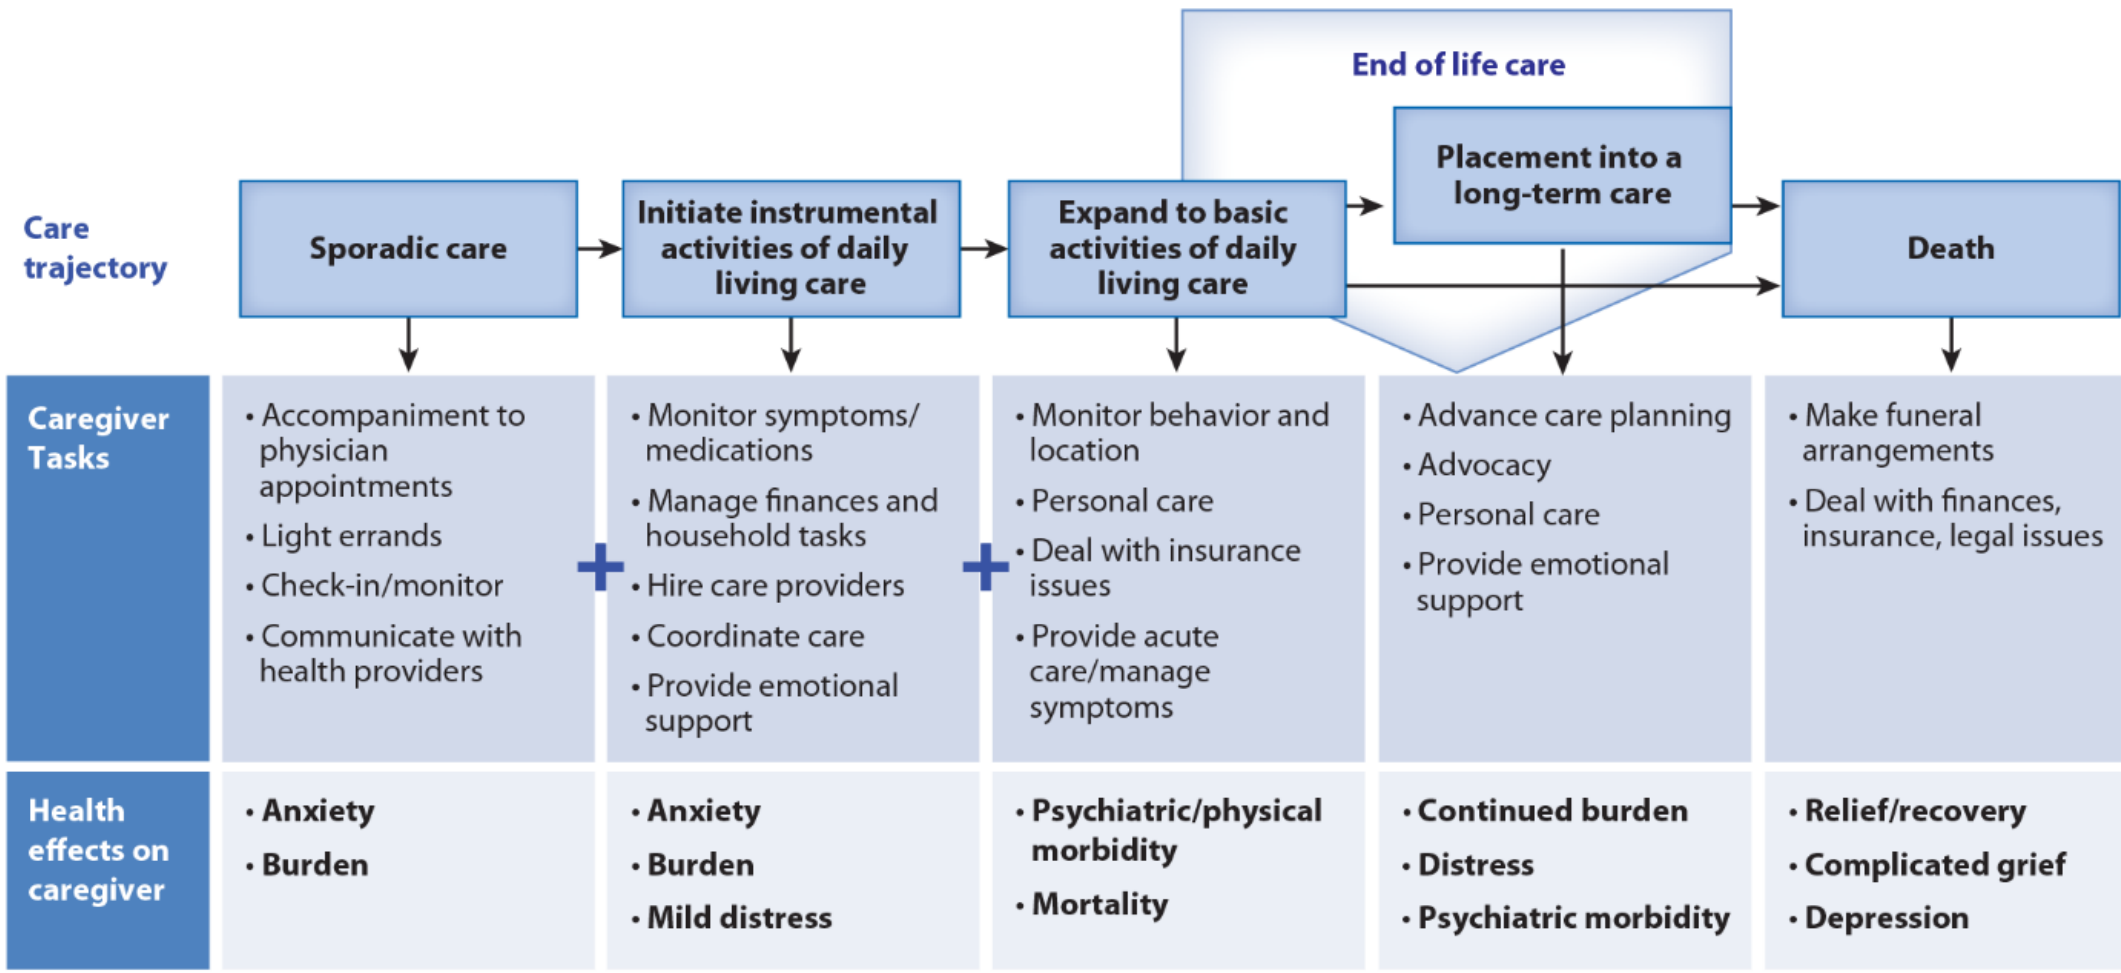 End of life care
Placement into a
long-term care
Care
trajectory
Sporadic care
Initiate instrumental
activities of daily
living care
Expand to basic
activities of daily
living care
Death
Caregiver
Tasks
• Accompaniment to
physician
appointments
• Light errands
• Check-in/monitor
• Communicate with
health providers
+
• Monitor symptoms/
medications
• Manage finances and
household tasks
• Hire care providers
• Coordinate care
• Provide emotional
support
+
• Monitor behavior and
location
• Personal care
• Deal with insurance
issues
• Provide acute
care/manage
symptoms
• Advance care planning
• Advocacy
• Personal care
• Provide emotional
support
• Make funeral
arrangements
• Deal with finances,
insurance, legal issues
Health
effects on
caregiver
• Anxiety
• Burden
• Anxiety
• Burden
• Mild distress
• Psychiatric/physical
morbidity
• Mortality
• Continued burden
• Distress
• Psychiatric morbidity
• Relief/recovery
• Complicated grief
• Depression